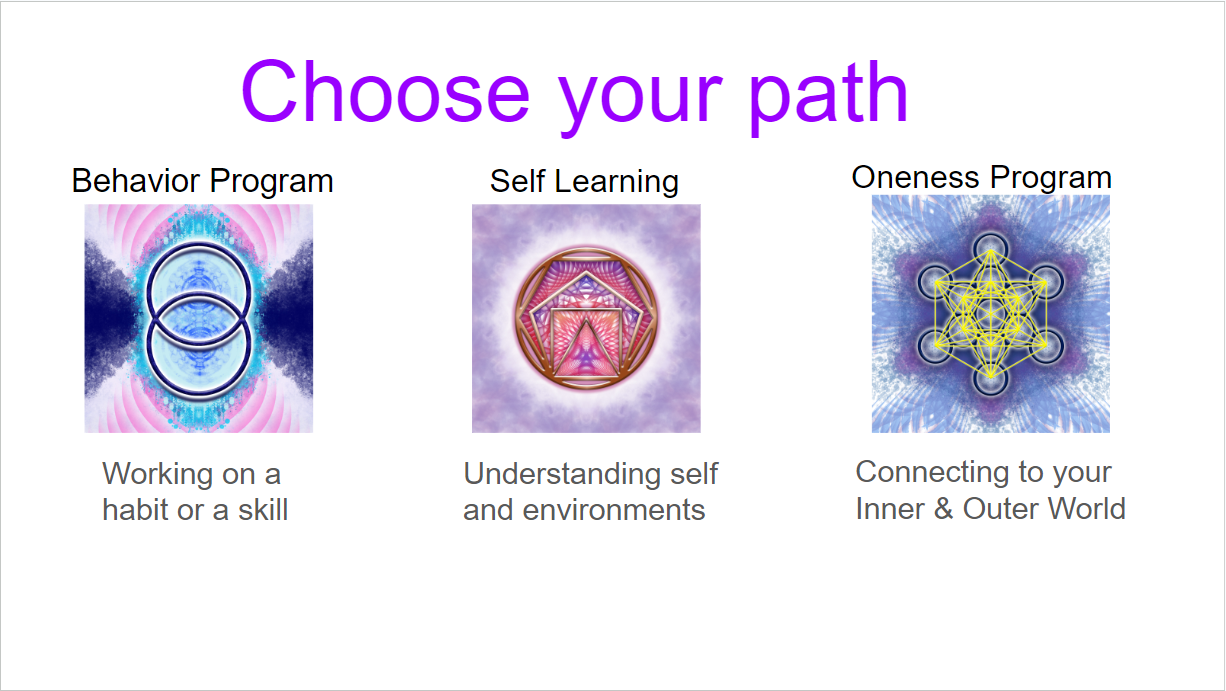 Choose your path
Behavior Program
Self Learning
Oneness Program
Working on a
habit or a skill
Understanding self
and environments
Connecting to your
Inner & Outer World